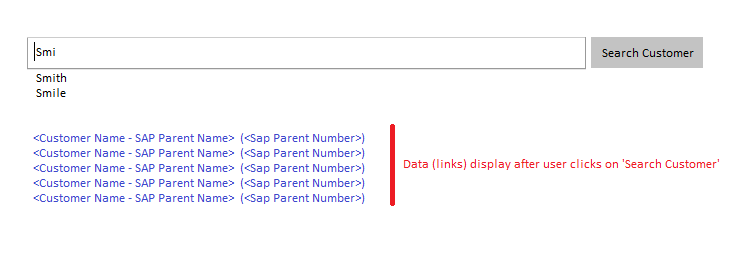 Smi
Search Customer
Smith
Smile
<Customer Name - SAP Parent Name> (<Sap Parent Number>)
<Customer Name - SAP Parent Name> (<Sap Parent Number>)
<Customer Name - SAP Parent Name> (<Sap Parent Number>)
<Customer Name - SAP Parent Name> (<Sap Parent Number>)
<Customer Name - SAP Parent Name> (<Sap Parent Number>)
Data (links) display after user clicks on 'Search Customer'